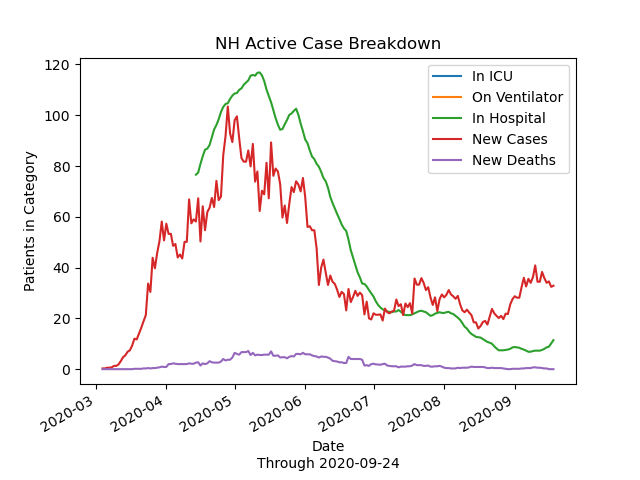 NH Active Case Breakdown
120
100
80
60
40
20
0
Patients in Category
In ICU
On Ventilator
In Hospital
New Cases
New Deaths
2020-03
2020-04
2020-05
2020-06
2020-07
2020-08
2020-09
Date
Through 2020-09-24